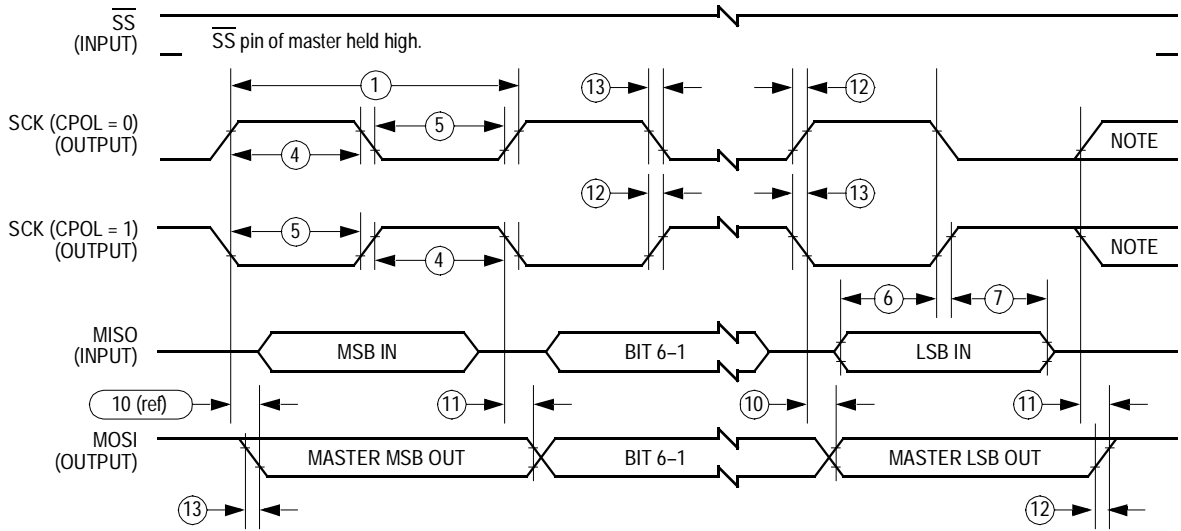 SS
(INPUT)
SS pin of master held high.
1
13
12
SCK (CPOL = 0)
(OUTPUT)
5
4
NOTE
12
13
SCK (CPOL = 1)
(OUTPUT)
5
4
NOTE
6
7
MISO
(INPUT)
MSB IN
BIT 6–1
LSB IN
10 (ref)
11
10
11
MOSI
(OUTPUT)
MASTER MSB OUT
BIT 6–1
MASTER LSB OUT
13
12